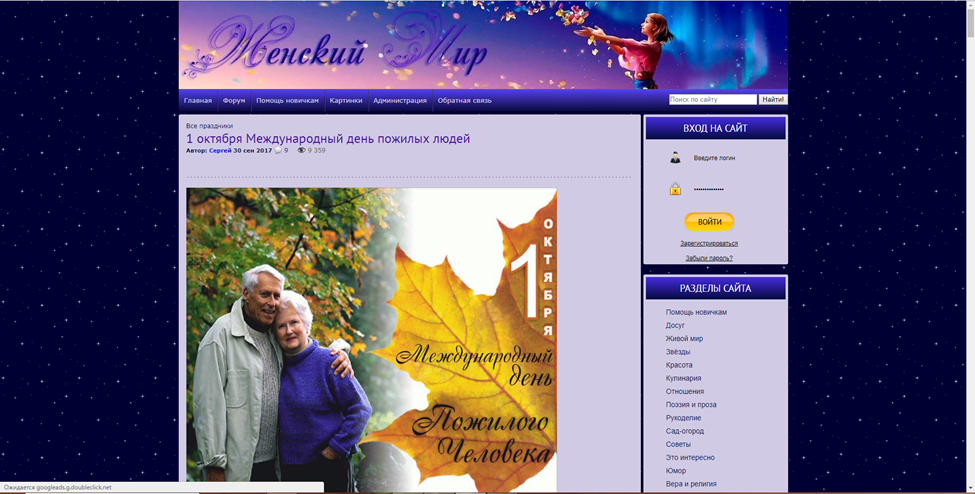 Женский Мир
Главная Форум Помощь новичкам Картинки Администрация Обратная связь
Поиск по сайту Найти!
Все праздники
1 октября Международный день пожилых людей
Автор: Сергей 30 сен 2017 9 9 359
1
ОКТЯБРЯ
Международный
день
Пожилого
Человека
ВХОД НА САЙТ
Введите логин
ВОЙТИ
Зарегистрироваться
Забыли пароль?
РАЗДЕЛЫ САЙТА
Помощь новичкам
Досуг
Живой мир
Звёзды
Красота
Кулинария
Отношения
Поэзия и проза
Рукоделие
Сад-огород
Советы
Это интересно
Юмор
Вера и религия
Ожидается googleads.g.doubleclick.net